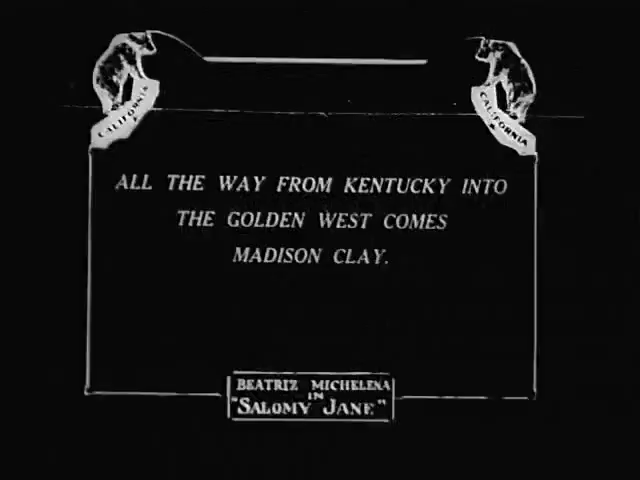 CALIFORNIA
CALIFORNIA
ALL THE WAY FROM KENTUCKY INTO
THE GOLDEN WEST COMES
MADISON CLAY.
BEATRIZ MICHELENA
IN
"SALOMY JANE"